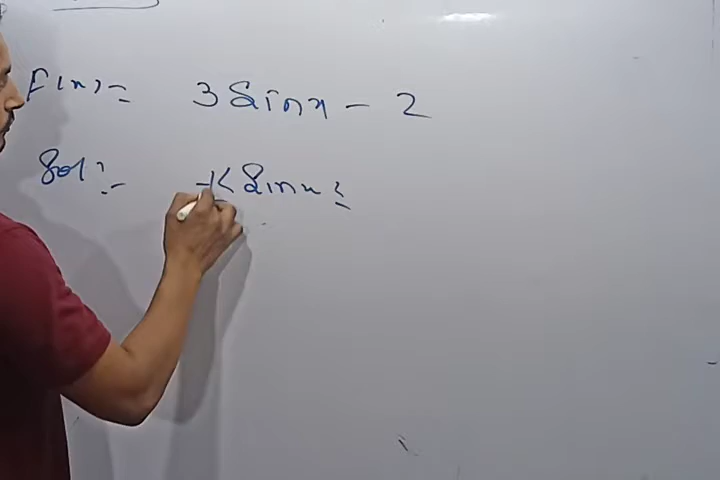 F(x) = 3 Sin x - 2
Sol:- -1 ≤ Sin x ≤